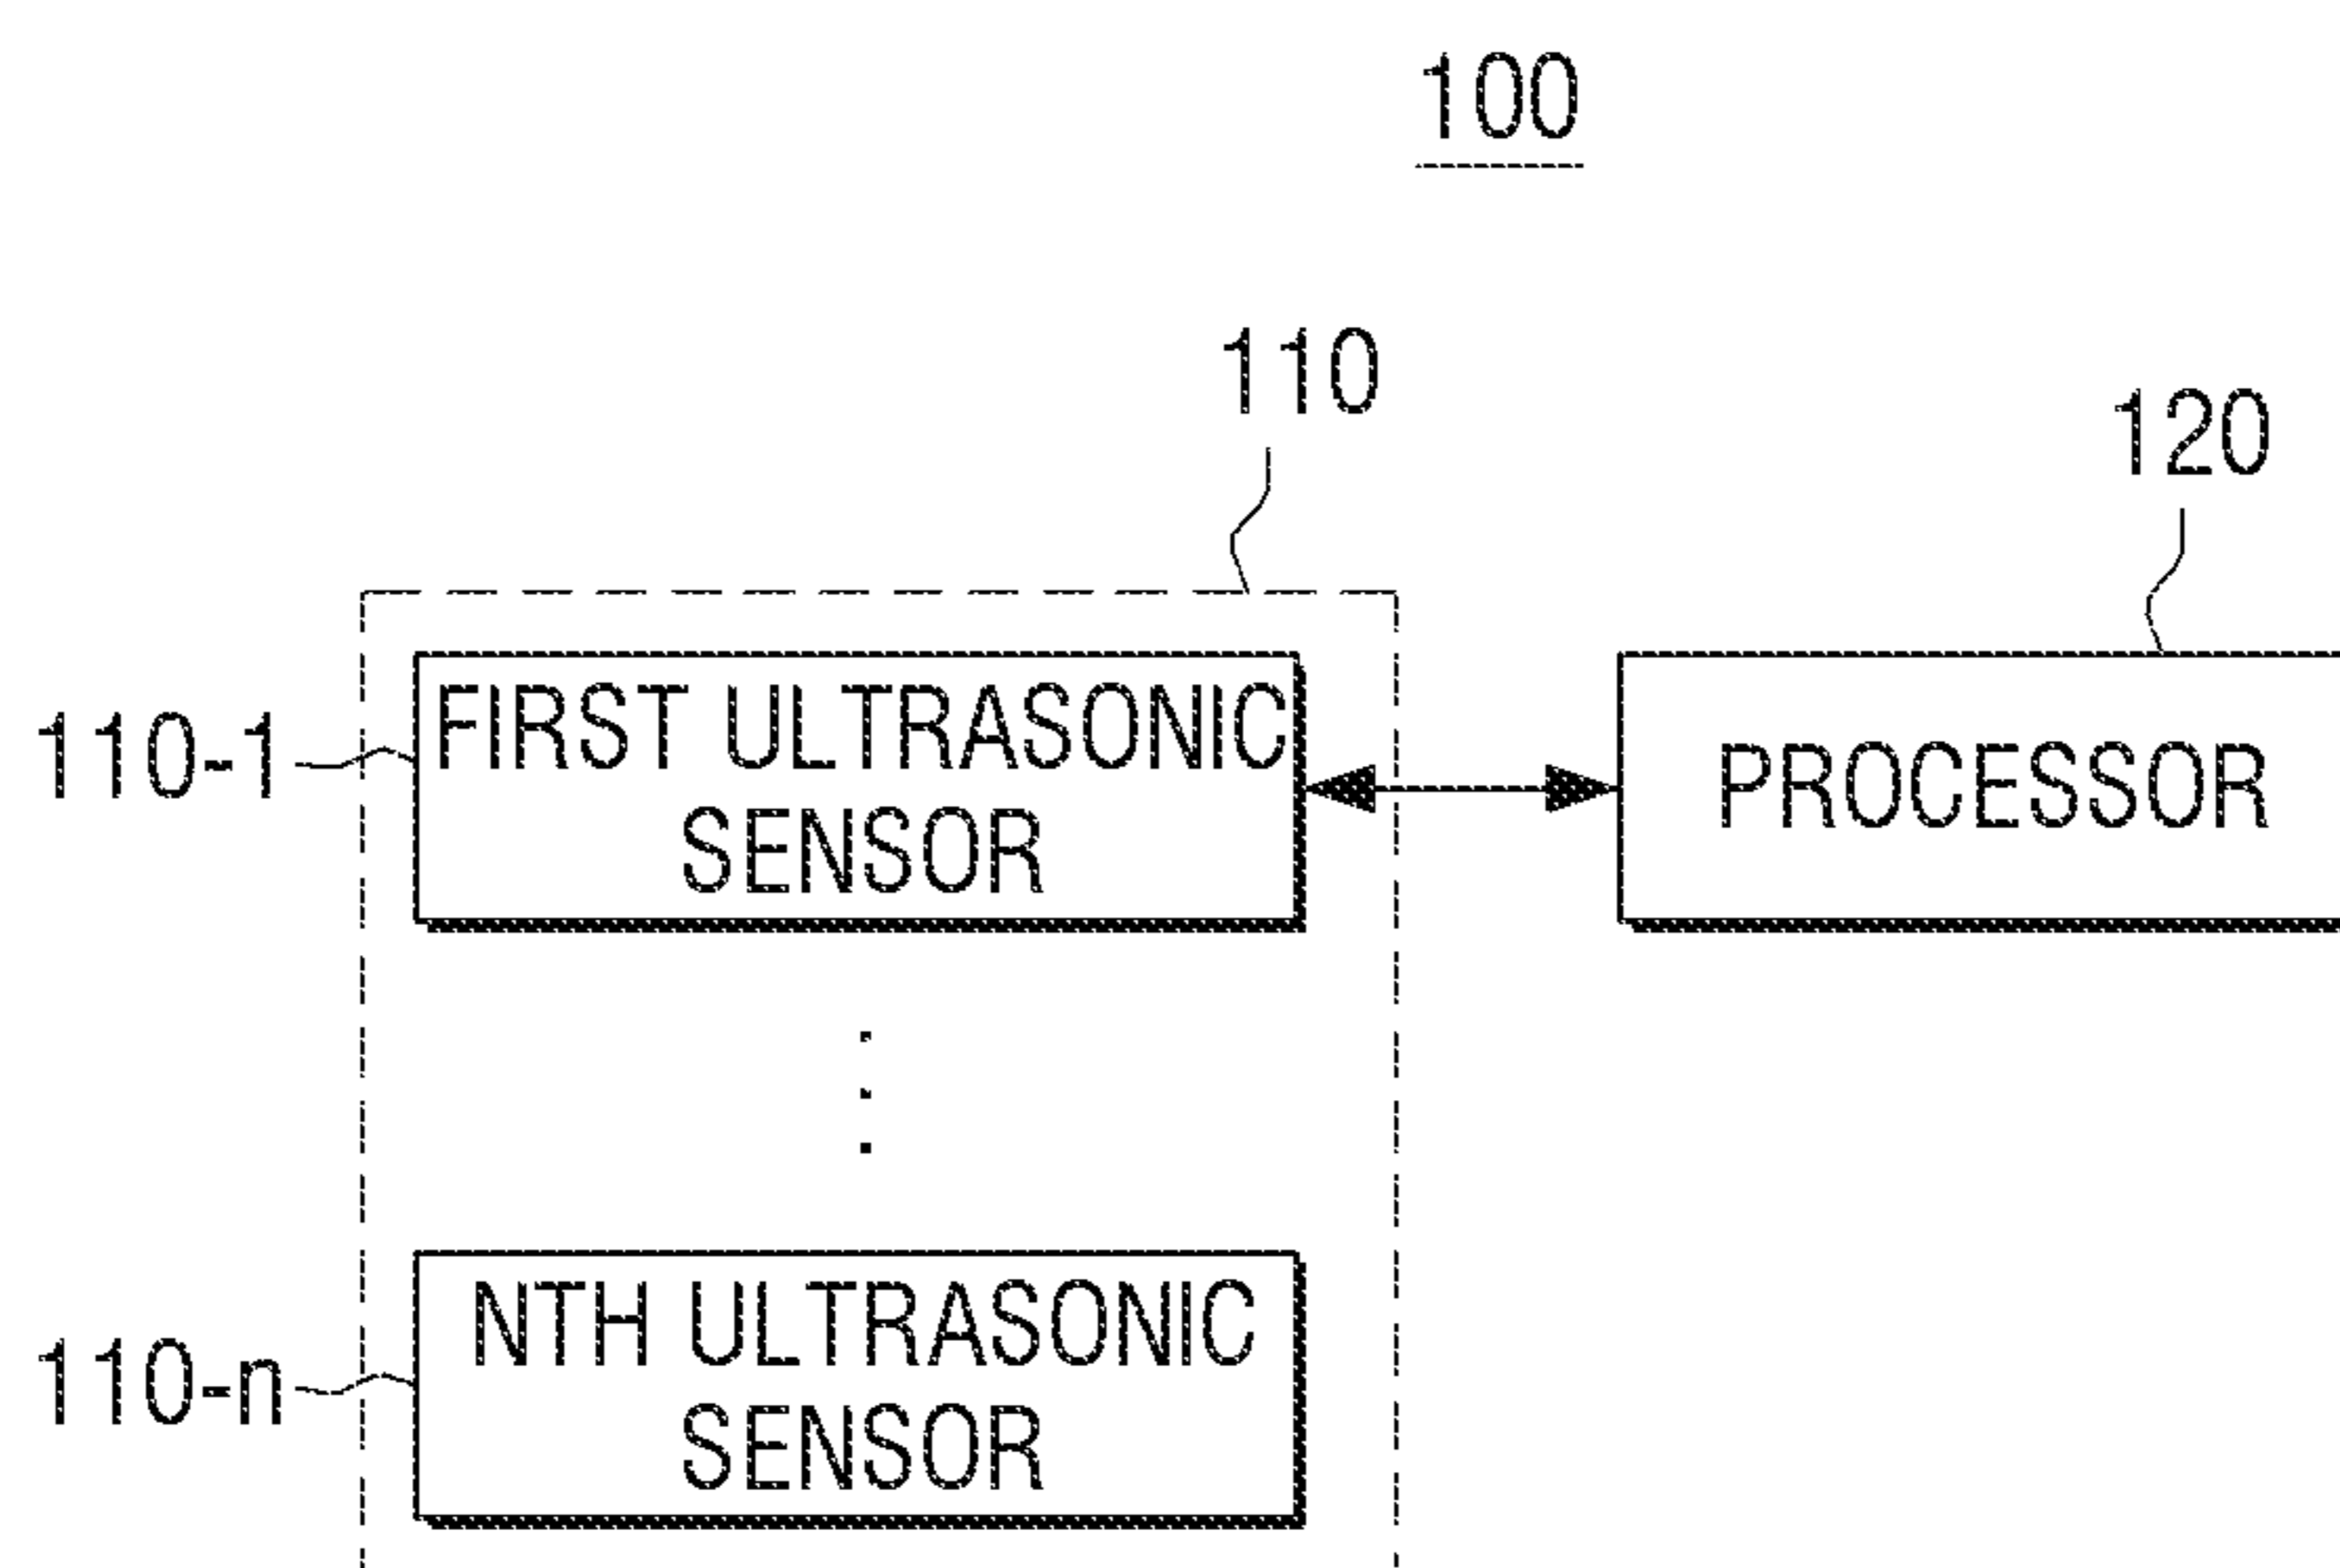 100
110
120
110-1
FIRST ULTRASONIC
SENSOR
PROCESSOR
110-n
NTH ULTRASONIC
SENSOR